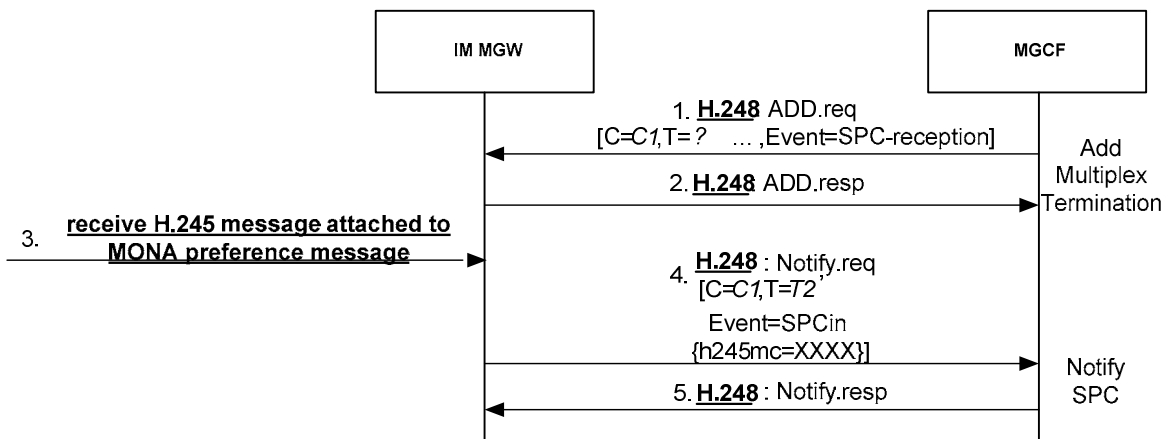 IM MGW
MGCF
1. H.248: ADD.req
[C=C1,T=? ... ,Event=SPC-reception]
Add
Multiplex
Termination
2. H.248: ADD.resp
3. receive H.245 message attached to
MONA preference message
4. H.248 : Notify.req
[C=C1,T=T2,
Event=SPCin
{h245mc=XXXX}]
Notify
SPC
5. H.248 : Notify.resp